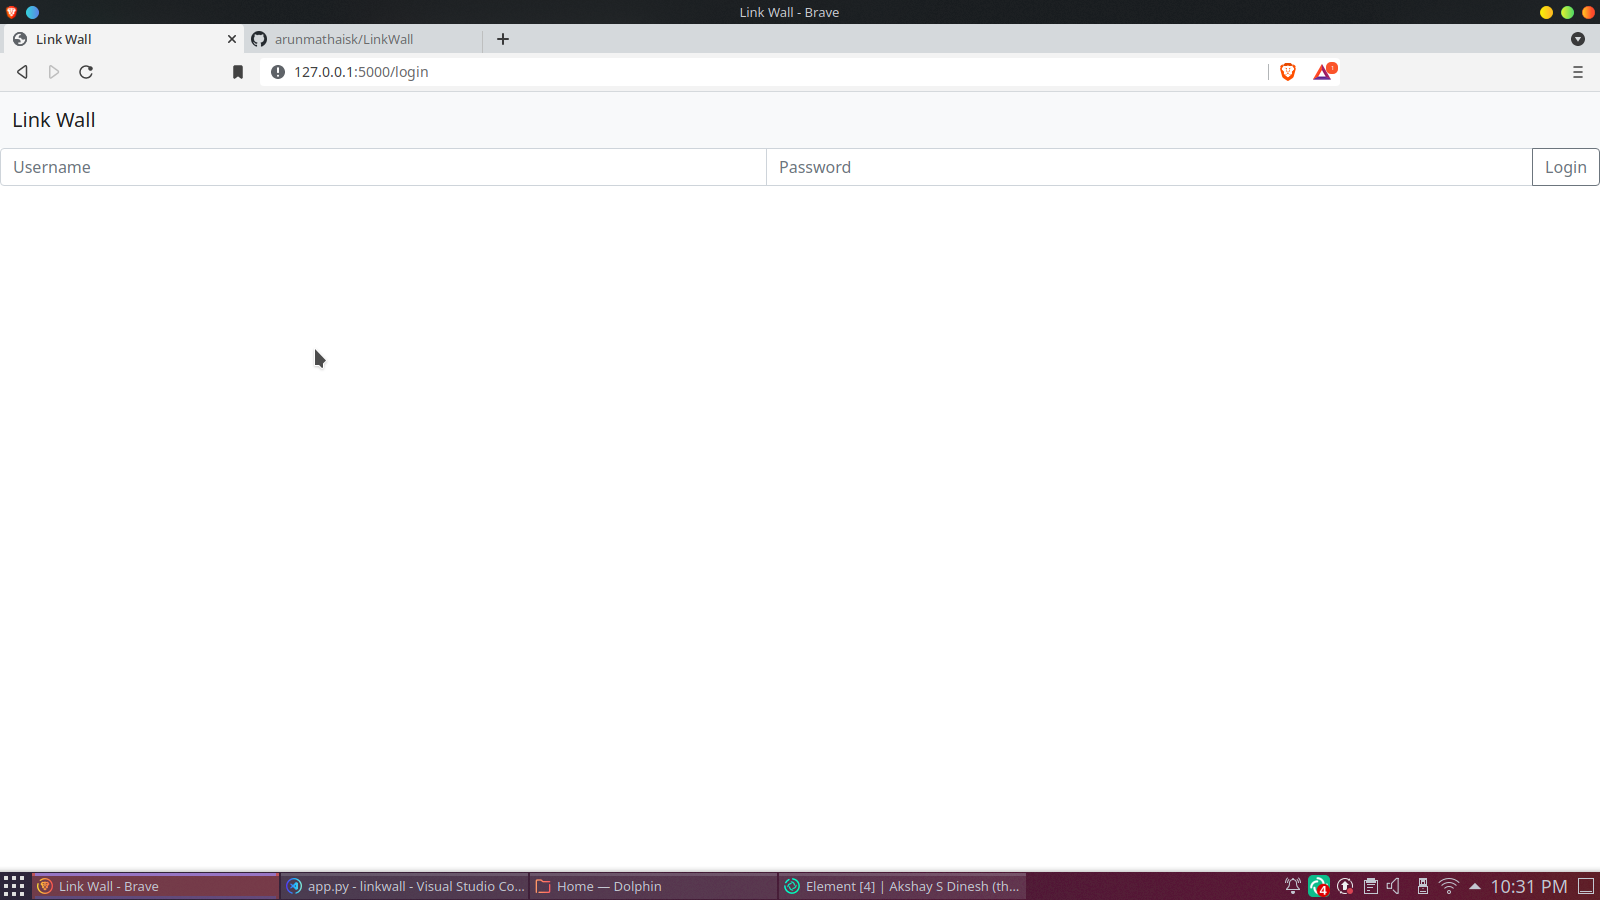 Link Wall - Brave
Link Wall
arunmathaisk/LinkWall
127.0.0.1:5000/login
Link Wall
Username Password Login
Link Wall - Brave app.py - linkwall - Visual Studio Co... Home — Dolphin Element [4] | Akshay S Dinesh (th... 4 10:31 PM